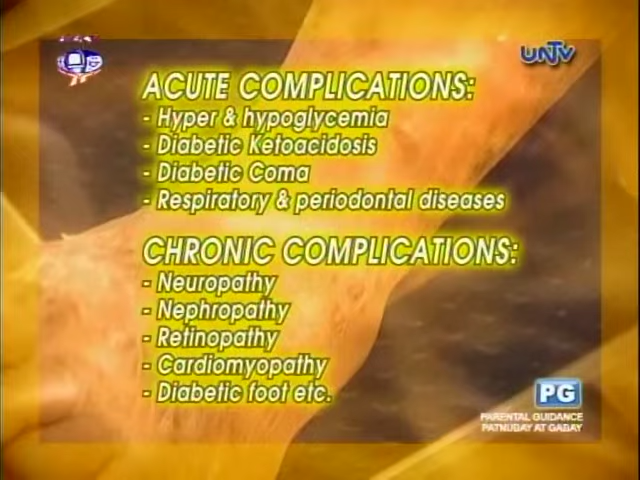 UNTV
ACUTE COMPLICATIONS:
- Hyper & hypoglycemia
- Diabetic Ketoacidosis
- Diabetic Coma
- Respiratory & periodontal diseases
CHRONIC COMPLICATIONS:
- Neuropathy
- Nephropathy
- Retinopathy
- Cardiomyopathy
- Diabetic foot etc.
PG
PARENTAL GUIDANCE
PATNUBAY AT GABAY